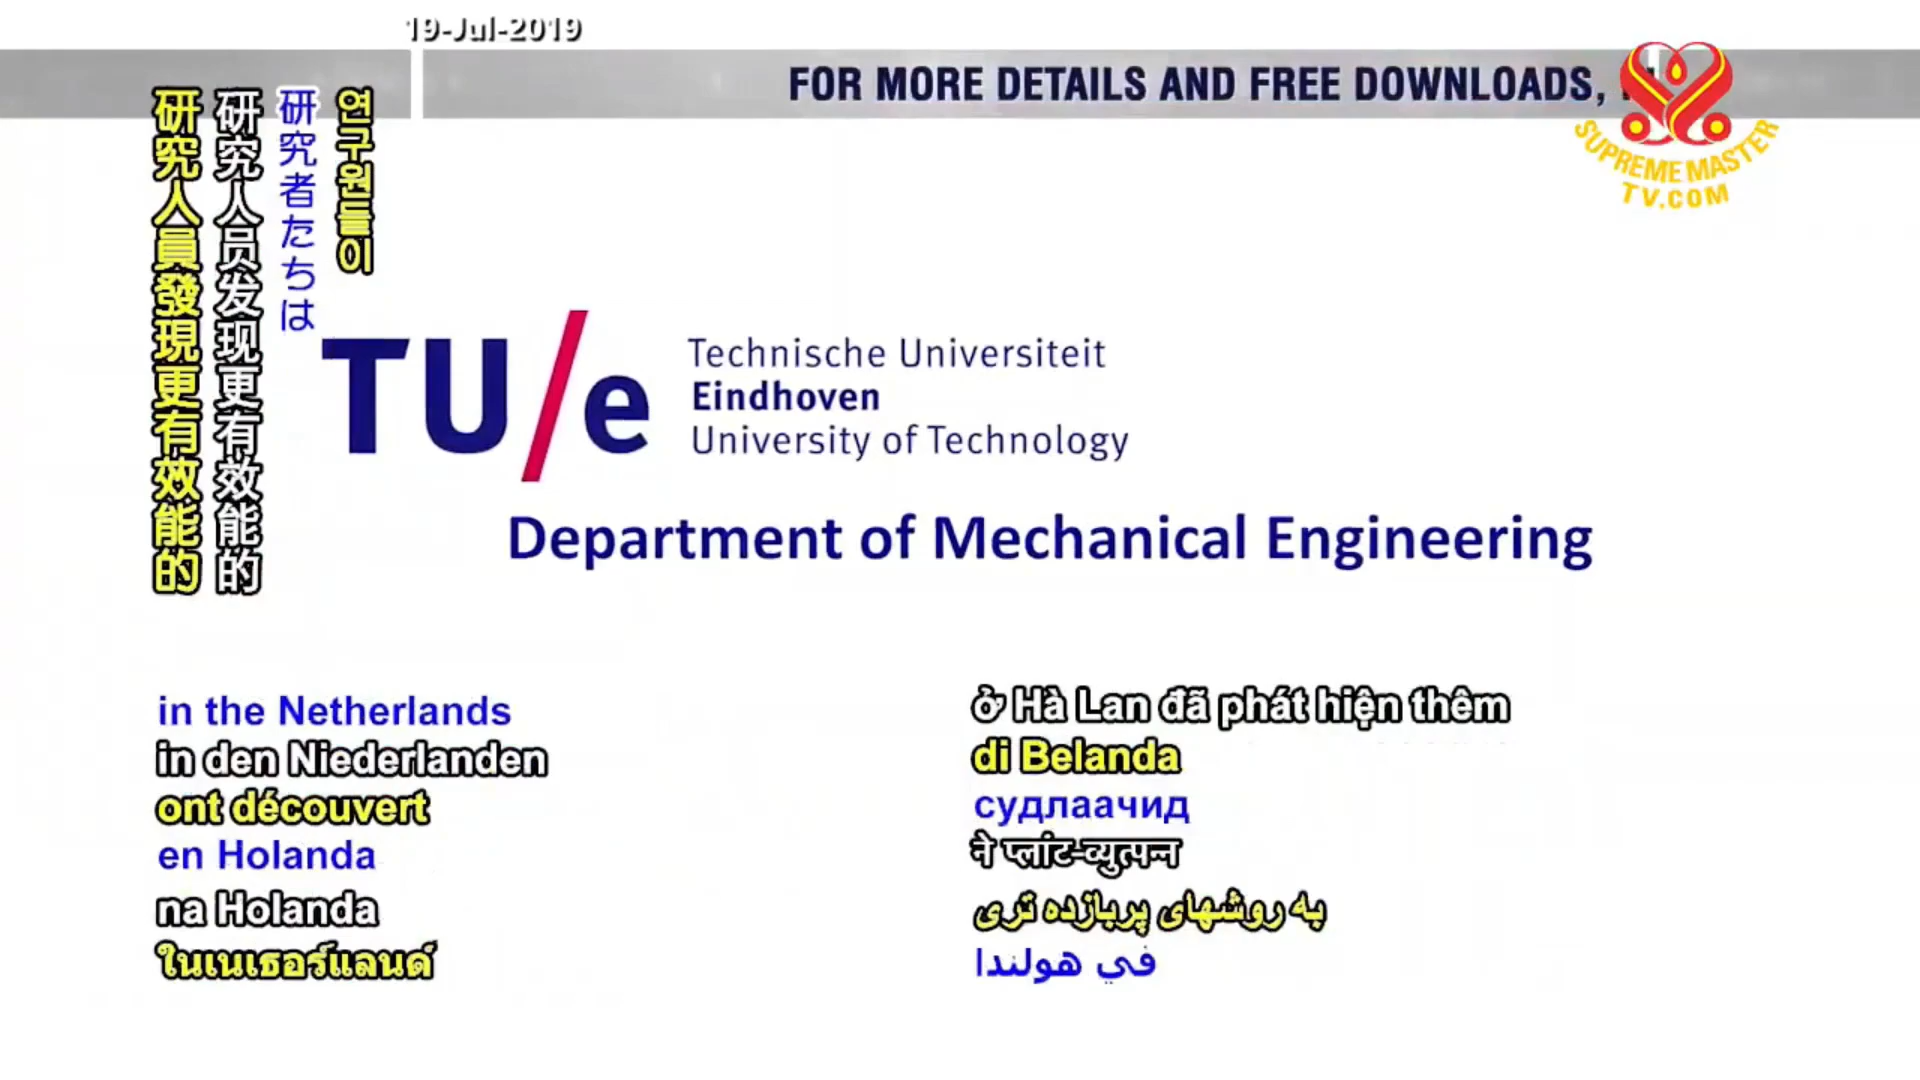 19-Jul-2019
FOR MORE DETAILS AND FREE DOWNLOADS,
SUPREME MASTER
TV.COM
研究人員發現更有效能的
研究人员发现更有效能的
研究者たちは
연구원들이
TU/e
Technische Universiteit
Eindhoven
University of Technology
Department of Mechanical Engineering
in the Netherlands
in den Niederlanden
ont découvert
en Holanda
na Holanda
ในเนเธอร์แลนด์
ở Hà Lan đã phát hiện thêm
di Belanda
судлаачид
ने प्लांट-व्युत्पन्न
به روشهای پربازده تری
في هولندا